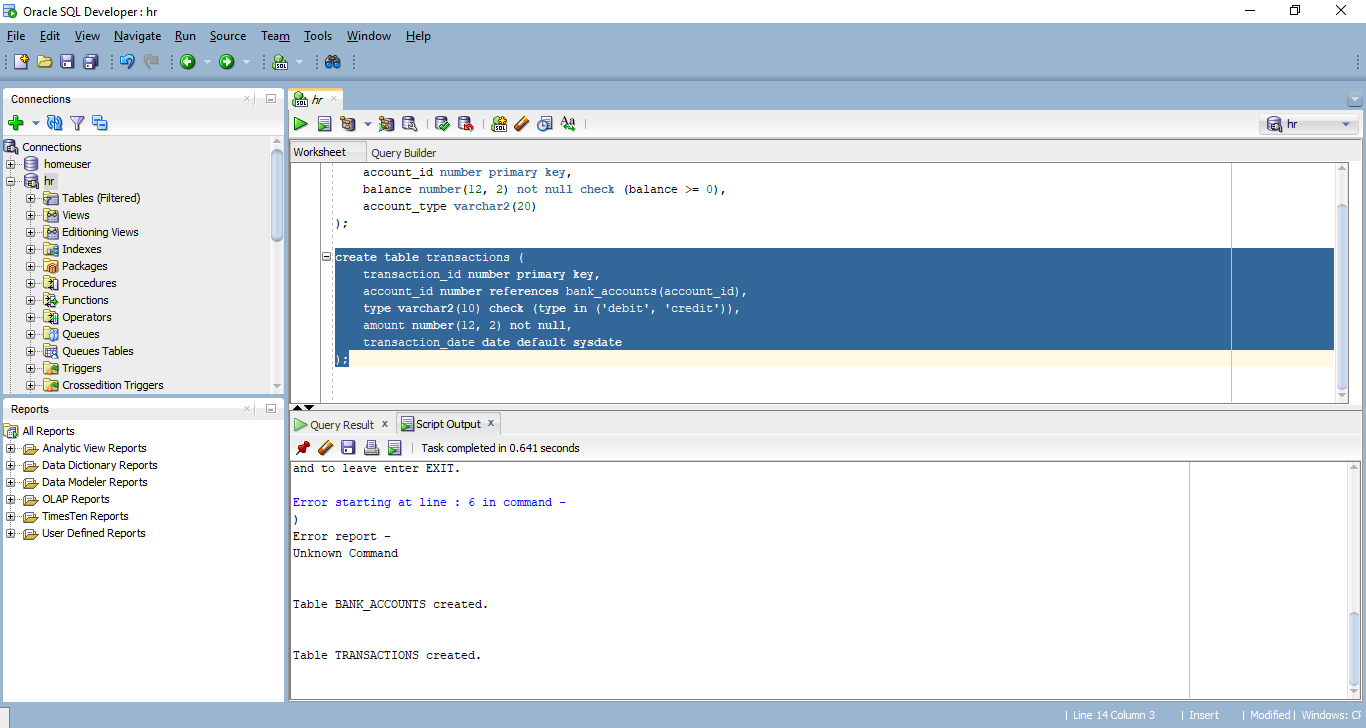 Oracle SQL Developer : hr
File Edit View Navigate Run Source Team Tools Window Help
Connections
Connections
homeuser
hr
Tables (Filtered)
Views
Editioning Views
Indexes
Packages
Procedures
Functions
Operators
Queues
Queues Tables
Triggers
Crossedition Triggers
Reports
All Reports
Analytic View Reports
Data Dictionary Reports
Data Modeler Reports
OLAP Reports
TimesTen Reports
User Defined Reports
SQL hr
SQL Aa
hr
Worksheet Query Builder
account_id number primary key,
balance number(12, 2) not null check (balance >= 0),
account_type varchar2(20)
);
create table transactions (
transaction_id number primary key,
account_id number references bank_accounts(account_id),
type varchar2(10) check (type in ('debit', 'credit')),
amount number(12, 2) not null,
transaction_date date default sysdate
);
Query Result Script Output
Task completed in 0.641 seconds
and to leave enter EXIT.
Error starting at line : 6 in command -
)
Error report -
Unknown Command
Table BANK_ACCOUNTS created.
Table TRANSACTIONS created.
Line 14 Column 3 | Insert | Modified | Windows: CR